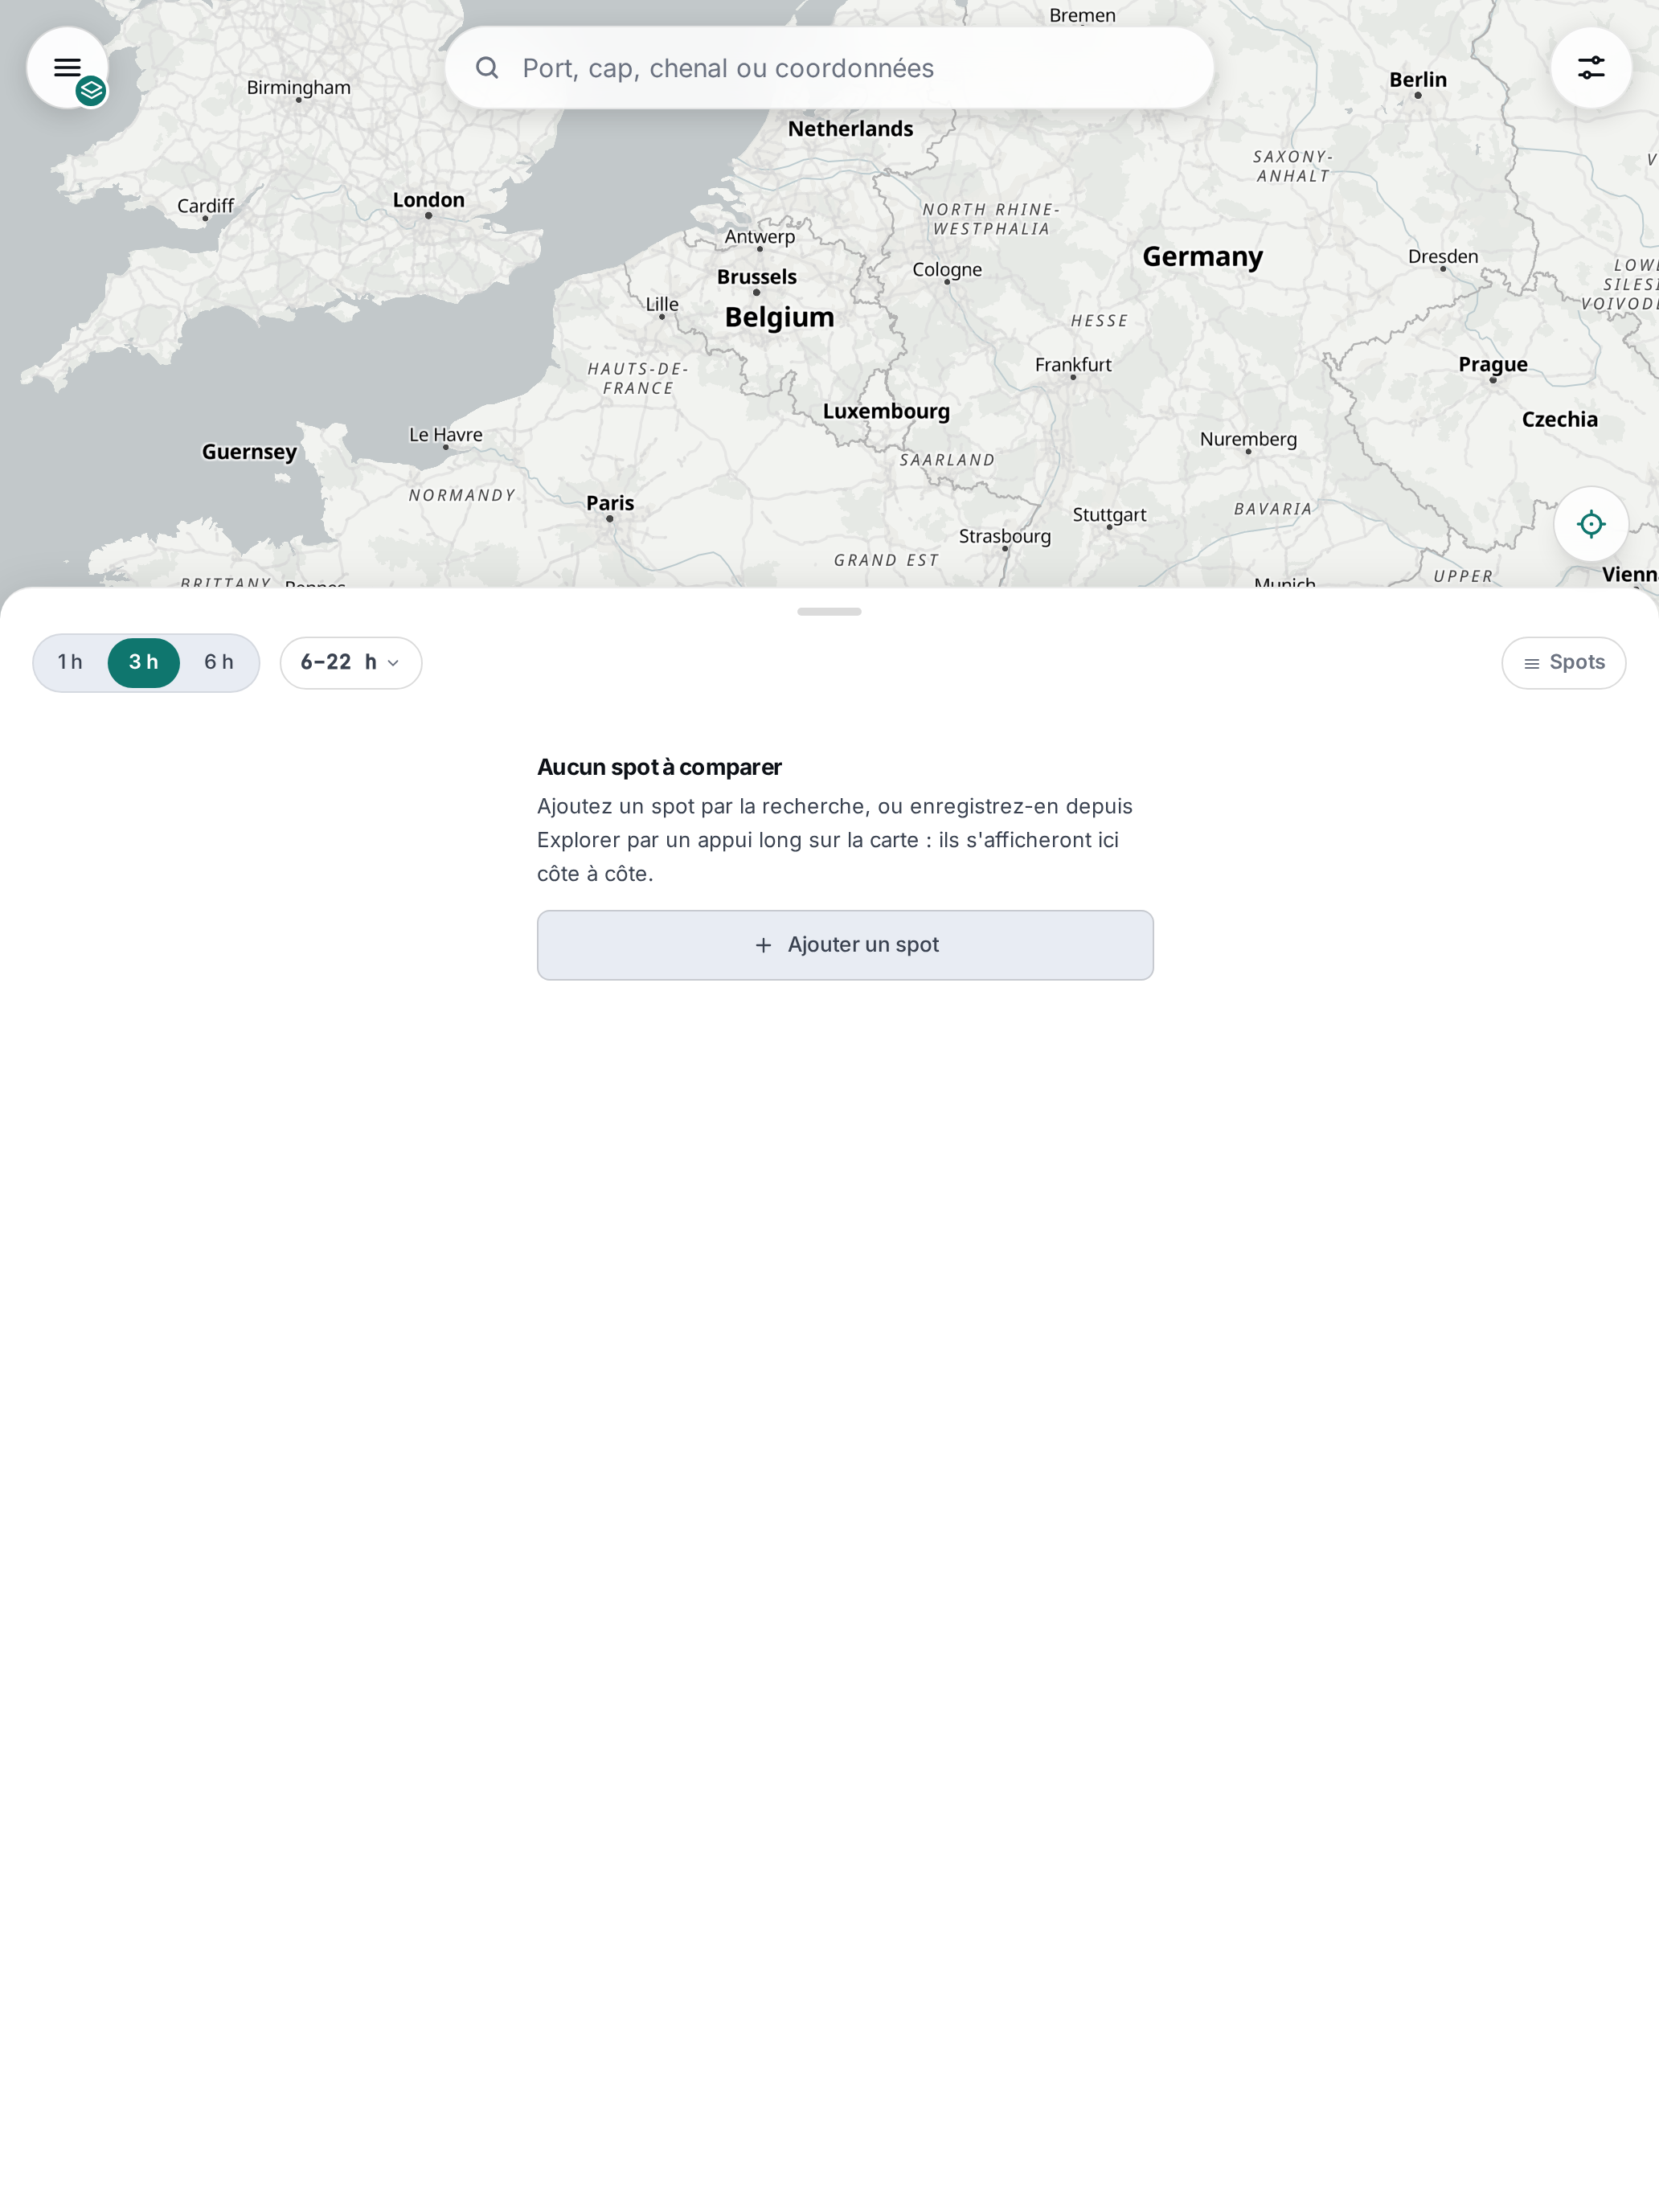 Bremen
Port, cap, chenal ou coordonnées
Birmingham
Berlin
Netherlands
SAXONY-
ANHALT
Cardiff
London
NORTH RHINE-
WESTPHALIA
Antwerp
Brussels
Cologne
Germany
Dresden
Lille
Belgium
HESSE
HAUTS-DE-
FRANCE
Frankfurt
Prague
Luxembourg
Czechia
Guernsey
Le Havre
Nuremberg
SAARLAND
NORMANDY
Paris
Stuttgart
BAVARIA
Strasbourg
GRAND EST
BRITTANY
Rennes
Munich
UPPER
1 h
3 h
6 h
6–22 h
Spots
Aucun spot à comparer
Ajoutez un spot par la recherche, ou enregistrez-en depuis
Explorer par un appui long sur la carte : ils s'afficheront ici
côte à côte.
Ajouter un spot